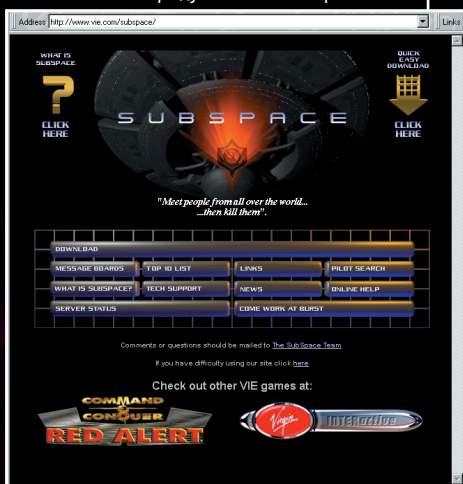 Address http://www.vie.com/subspace/ Links
WHAT IS
SUBSPACE
?
CLICK
HERE
QUICK
EASY
DOWNLOAD
CLICK
HERE
SUBSPACE
"Meet people from all over the world...
...then kill them".
DOWNLOAD
MESSAGE BOARDS TOP 10 LIST LINKS PILOT SEARCH
WHAT IS SUBSPACE? TECH SUPPORT NEWS ONLINE HELP
SERVER STATUS COME WORK AT BURST
Comments or questions should be mailed to The SubSpace Team
If you have difficulty using our site click here
Check out other VIE games at:
COMMAND
&
CONQUER
RED ALERT
Virgin INTERACTIVE